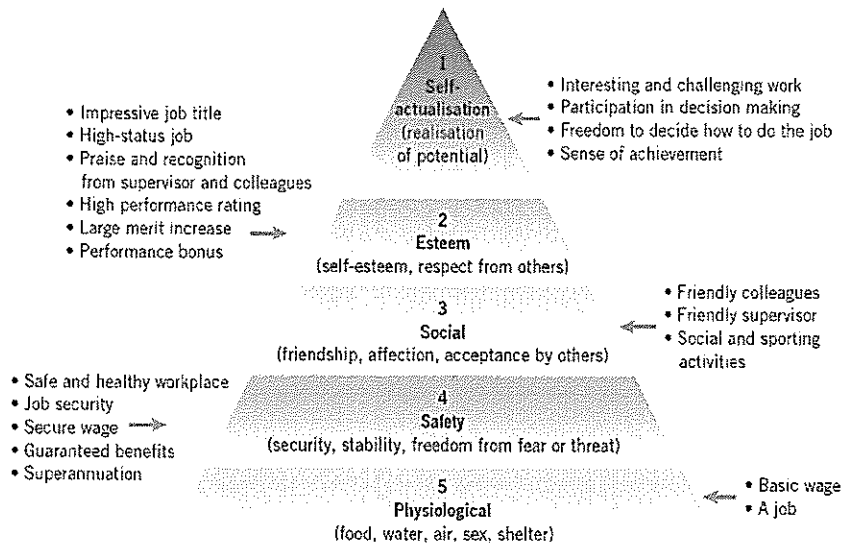 1
Self-
actualisation
(realisation
of potential)
• Interesting and challenging work
• Participation in decision making
• Freedom to decide how to do the job
• Sense of achievement
• Impressive job title
• High-status job
• Praise and recognition
from supervisor and colleagues
• High performance rating
• Large merit increase
• Performance bonus
2
Esteem
(self-esteem, respect from others)
3
Social
(friendship, affection, acceptance by others)
• Friendly colleagues
• Friendly supervisor
• Social and sporting
activities
• Safe and healthy workplace
• Job security
• Secure wage
• Guaranteed benefits
• Superannuation
4
Safety
(security, stability, freedom from fear or threat)
5
Physiological
(food, water, air, sex, shelter)
• Basic wage
• A job